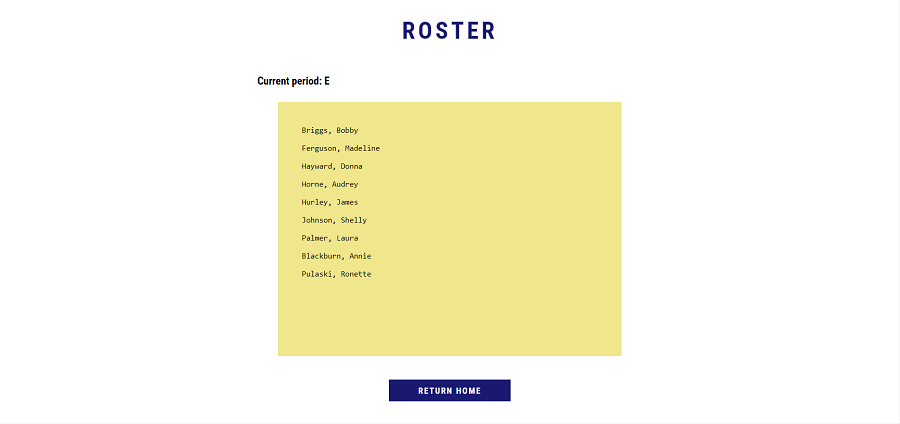 ROSTER
Current period: E
Briggs, Bobby
Ferguson, Madeline
Hayward, Donna
Horne, Audrey
Hurley, James
Johnson, Shelly
Palmer, Laura
Blackburn, Annie
Pulaski, Ronette
RETURN HOME